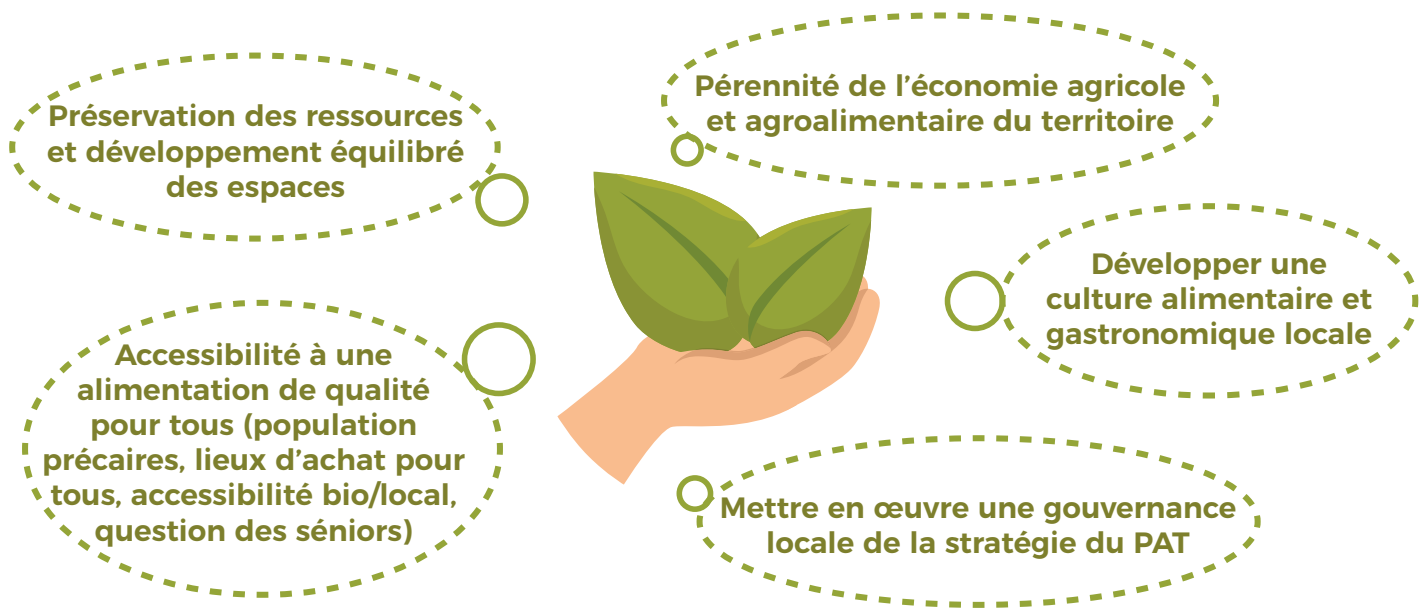 Préservation des ressources
et développement équilibré
des espaces
Pérennité de l’économie agricole
et agroalimentaire du territoire
Développer une
culture alimentaire et
gastronomique locale
Accessibilité à une
alimentation de qualité
pour tous (population
précaires, lieux d’achat pour
tous, accessibilité bio/local,
question des séniors)
Mettre en œuvre une gouvernance
locale de la stratégie du PAT